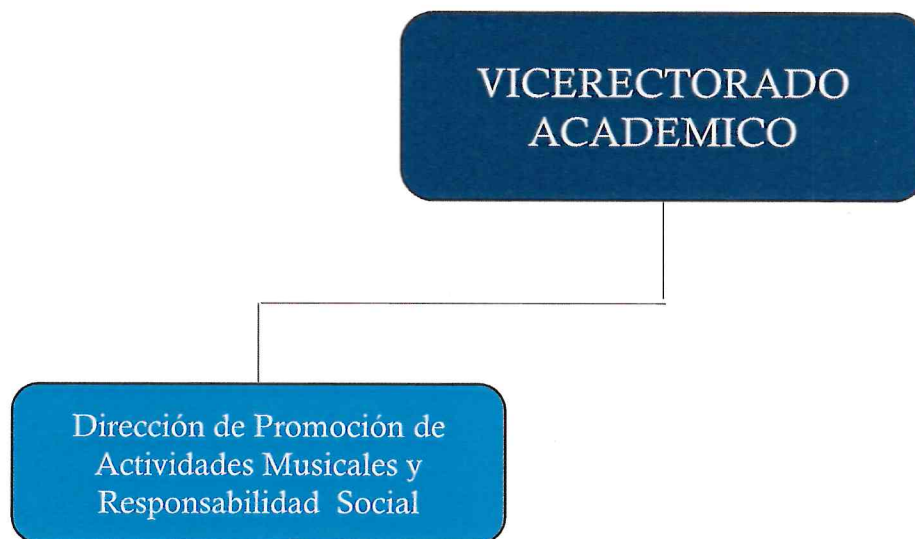 VICERECTORADO
ACADEMICO
Dirección de Promoción de
Actividades Musicales y
Responsabilidad Social